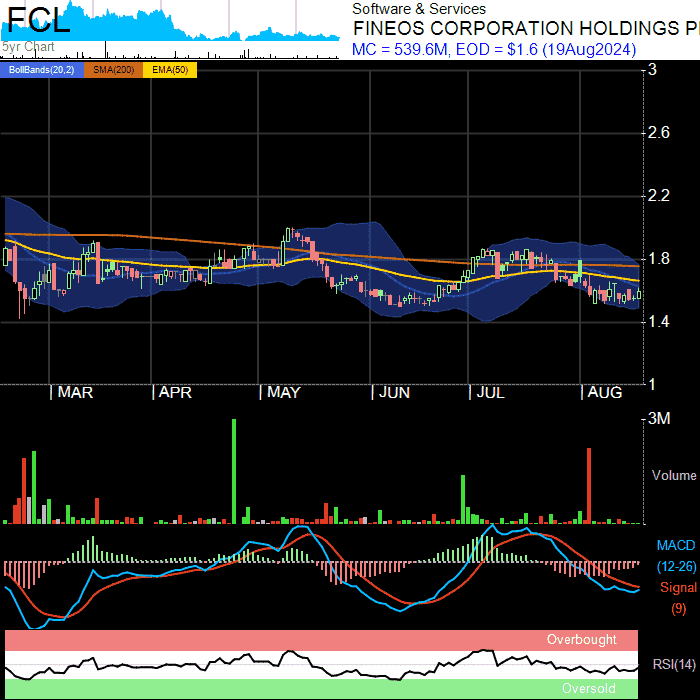 FCL
5yr Chart
Software & Services
FINEOS CORPORATION HOLDINGS P
MC = 539.6M, EOD = $1.6 (19Aug2024)
BollBands(20,2) SMA(200) EMA(50)
3
2.6
2.2
1.8
1.4
1
MAR APR MAY JUN JUL AUG
3M
Volume
MACD
(12-26)
Signal
(9)
Overbought
RSI(14)
Oversold